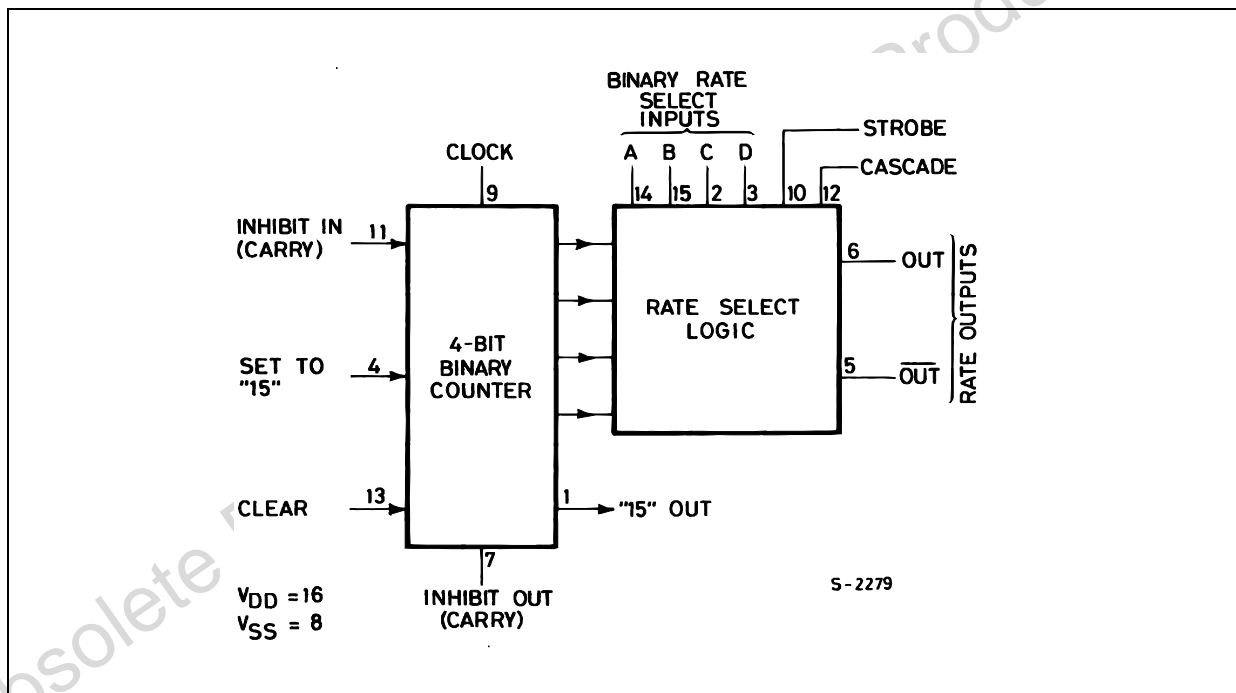 BINARY RATE
SELECT
INPUTS
A B C D
STROBE
CASCADE
14 15 2 3 10 12
CLOCK
9
INHIBIT IN
(CARRY)
11
SET TO
"15"
4
CLEAR
13
4-BIT
BINARY
COUNTER
RATE SELECT
LOGIC
6
OUT
5
OUT
RATE OUTPUTS
1
"15" OUT
7
INHIBIT OUT
(CARRY)
VDD = 16
VSS = 8
S-2279